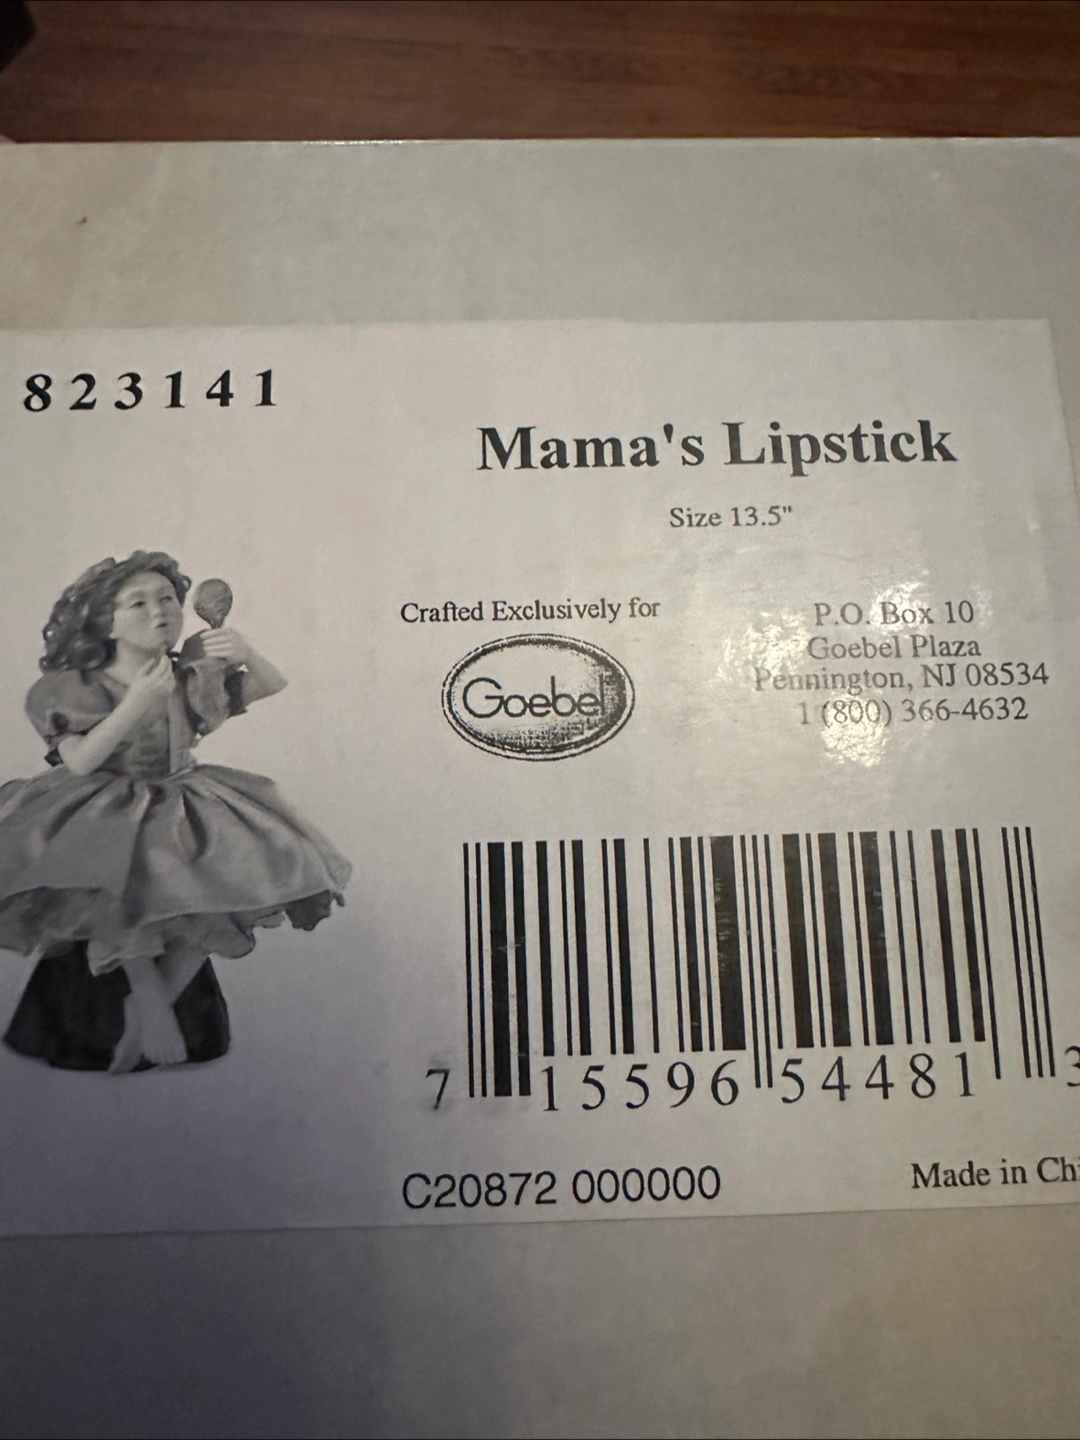 823141
Mama's Lipstick
Size 13.5"
Crafted Exclusively for
Goebel
P.O. Box 10
Goebel Plaza
Pennington, NJ 08534
1 (800) 366-4632
7 15596 54481 3
C20872 000000
Made in Chi